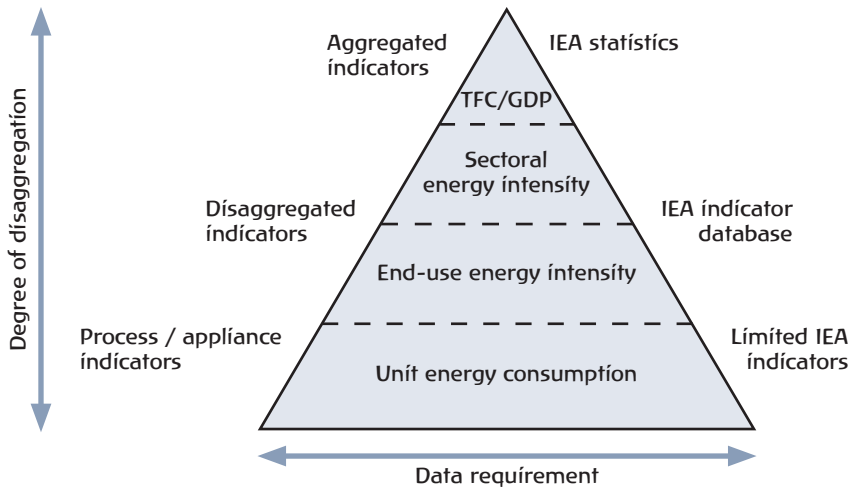 Aggregated
indicators
IEA statistics
TFC/GDP
Sectoral
energy intensity
Disaggregated
indicators
IEA indicator
database
End-use energy intensity
Process / appliance
indicators
Limited IEA
indicators
Unit energy consumption
Degree of disaggregation
Data requirement